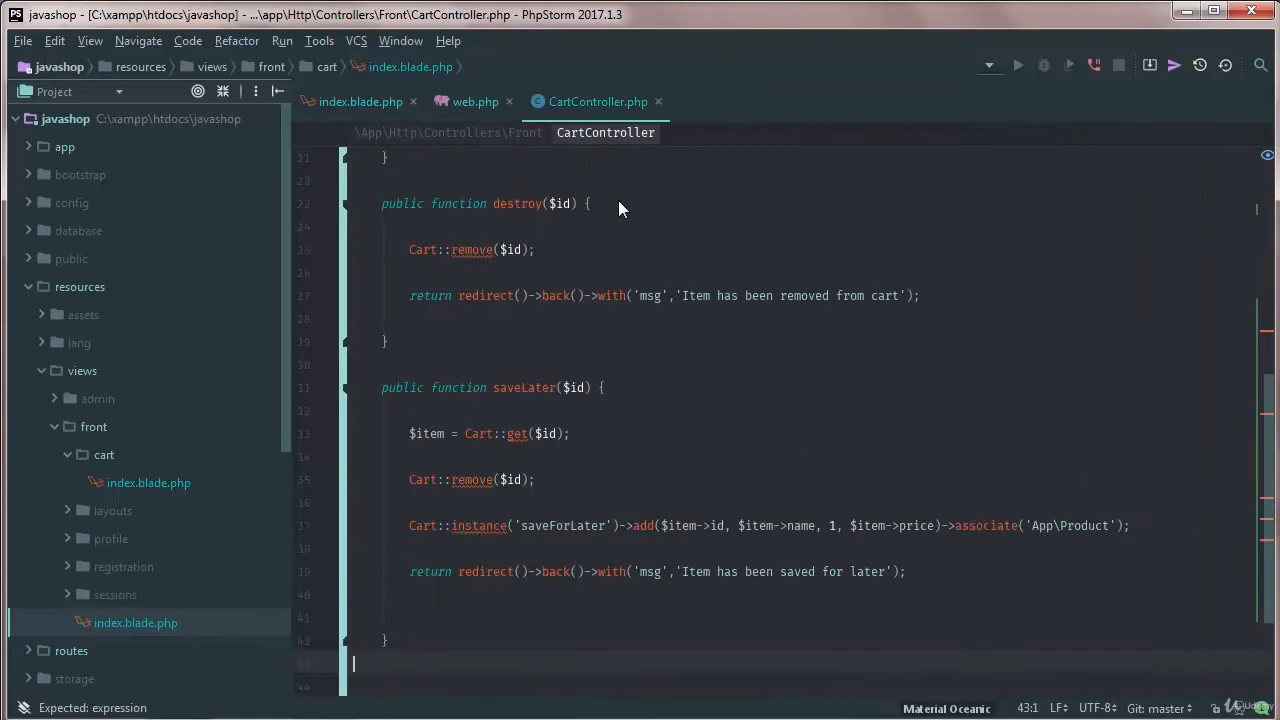 PS javashop - [C:\xampp\htdocs\javashop] - ...\app\Http\Controllers\Front\CartController.php - PhpStorm 2017.1.3
File Edit View Navigate Code Refactor Run Tools VCS Window Help
javashop resources views front cart index.blade.php
Project index.blade.php web.php CartController.php
\App\Http\Controllers\Front CartController
javashop C:\xampp\htdocs\javashop
app
bootstrap
config
database
public
resources
assets
lang
views
admin
front
cart
index.blade.php
layouts
profile
registration
sessions
index.blade.php
routes
storage
}
public function destroy($id) {
Cart::remove($id);
return redirect()->back()->with('msg','Item has been removed from cart');
}
public function saveLater($id) {
$item = Cart::get($id);
Cart::remove($id);
Cart::instance('saveForLater')->add($item->id, $item->name, 1, $item->price)->associate('App\Product');
return redirect()->back()->with('msg','Item has been saved for later');
40
42 }
43
44
Expected: expression Material Oceanic 43:1 LF UTF-8 Git: master